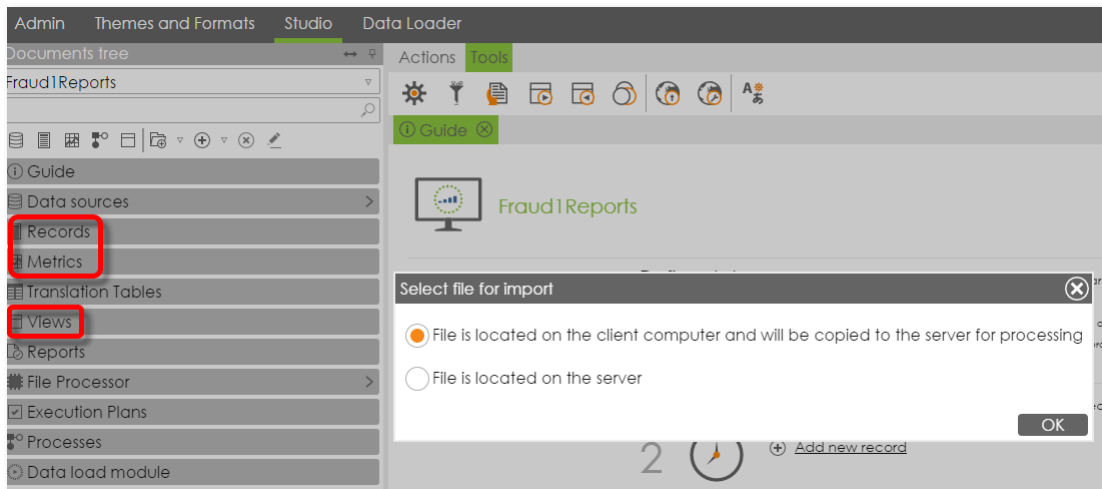 Admin Themes and Formats Studio Data Loader
Documents tree
Actions Tools
Fraud1Reports
Guide
Guide
Data sources
Fraud1Reports
Records
Metrics
Select file for import
Translation Tables
Views
File is located on the client computer and will be copied to the server for processing
Reports
File Processor
File is located on the server
Execution Plans
OK
Processes
2 Add new record
Data load module